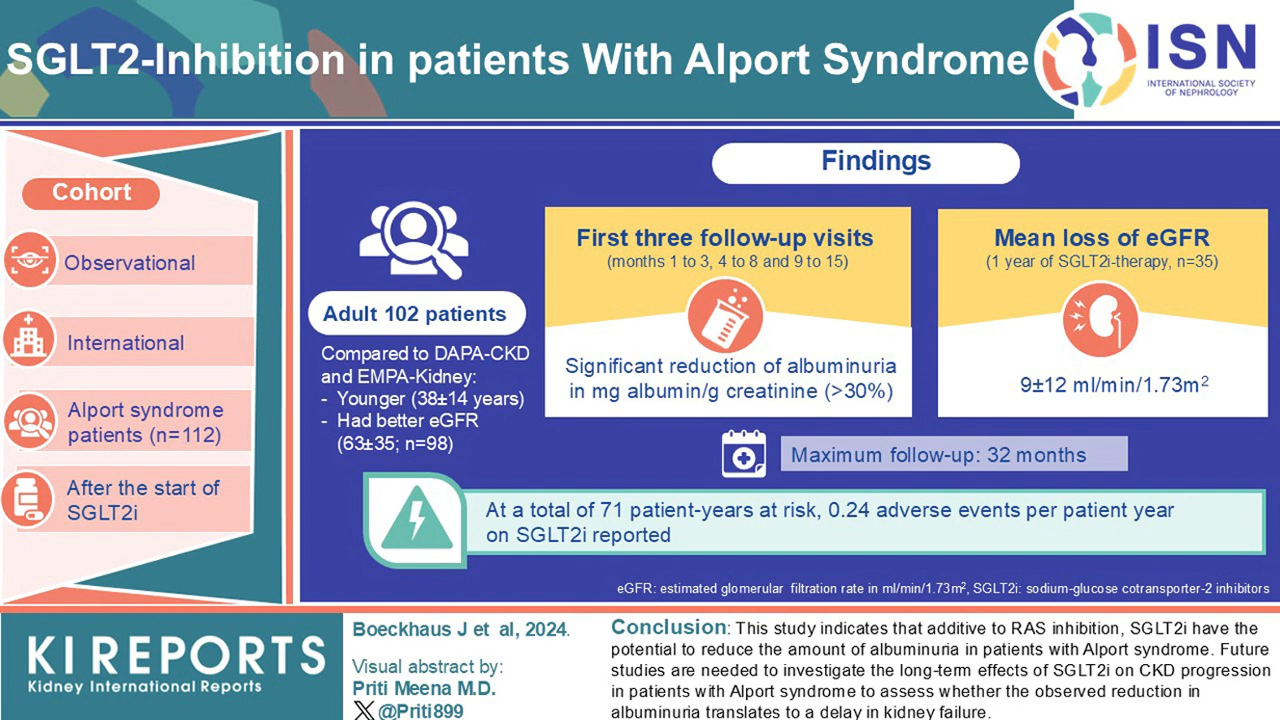 SGLT2-Inhibition in patients With Alport Syndrome
ISN
INTERNATIONAL SOCIETY
OF NEPHROLOGY
Cohort
Observational
International
Alport syndrome
patients (n=112)
After the start of
SGLT2i
Findings
Adult 102 patients
Compared to DAPA-CKD
and EMPA-Kidney:
- Younger (38±14 years)
- Had better eGFR
(63±35; n=98)
First three follow-up visits
(months 1 to 3, 4 to 8 and 9 to 15)
Significant reduction of albuminuria
in mg albumin/g creatinine (>30%)
Mean loss of eGFR
(1 year of SGLT2i-therapy, n=35)
9±12 ml/min/1.73m²
Maximum follow-up: 32 months
At a total of 71 patient-years at risk, 0.24 adverse events per patient year
on SGLT2i reported
eGFR: estimated glomerular filtration rate in ml/min/1.73m², SGLT2i: sodium-glucose cotransporter-2 inhibitors
KI REPORTS
Kidney International Reports
Boeckhaus J et al, 2024.
Visual abstract by:
Priti Meena M.D.
X @Priti899
Conclusion: This study indicates that additive to RAS inhibition, SGLT2i have the
potential to reduce the amount of albuminuria in patients with Alport syndrome. Future
studies are needed to investigate the long-term effects of SGLT2i on CKD progression
in patients with Alport syndrome to assess whether the observed reduction in
albuminuria translates to a delay in kidney failure.